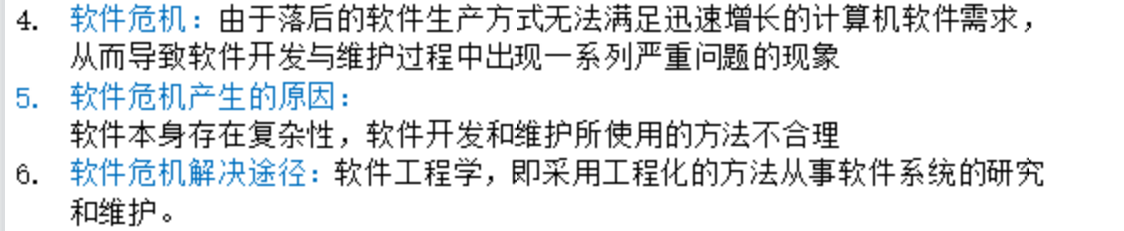 4. 软件危机：由于落后的软件生产方式无法满足迅速增长的计算机软件需求，
从而导致软件开发与维护过程中出现一系列严重问题的现象
5. 软件危机产生的原因：
软件本身存在复杂性，软件开发和维护所使用的方法不合理
6. 软件危机解决途径：软件工程学，即采用工程化的方法从事软件系统的研究
和维护。